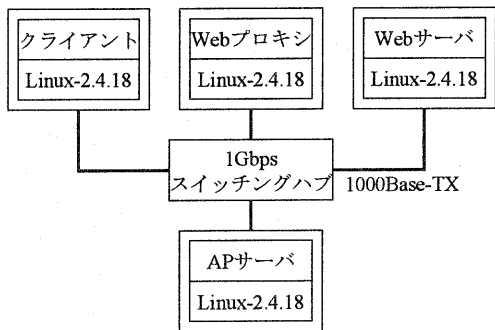 クライアント
Linux-2.4.18
Webプロキシ
Linux-2.4.18
Webサーバ
Linux-2.4.18
1Gbps
スイッチングハブ
1000Base-TX
APサーバ
Linux-2.4.18